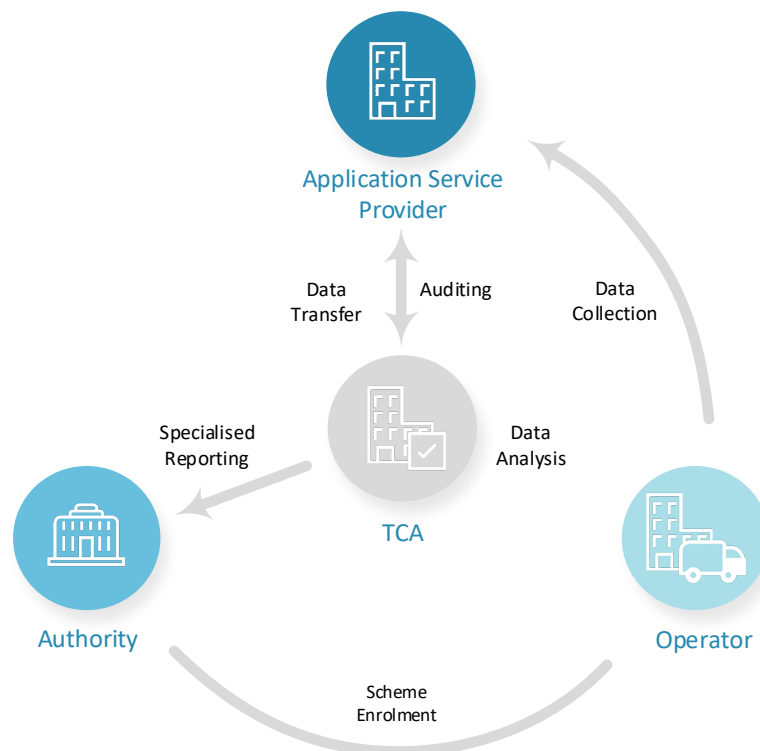 Application Service
Provider
Data
Transfer
Auditing
Data
Collection
Specialised
Reporting
Data
Analysis
TCA
Authority
Operator
Scheme
Enrolment